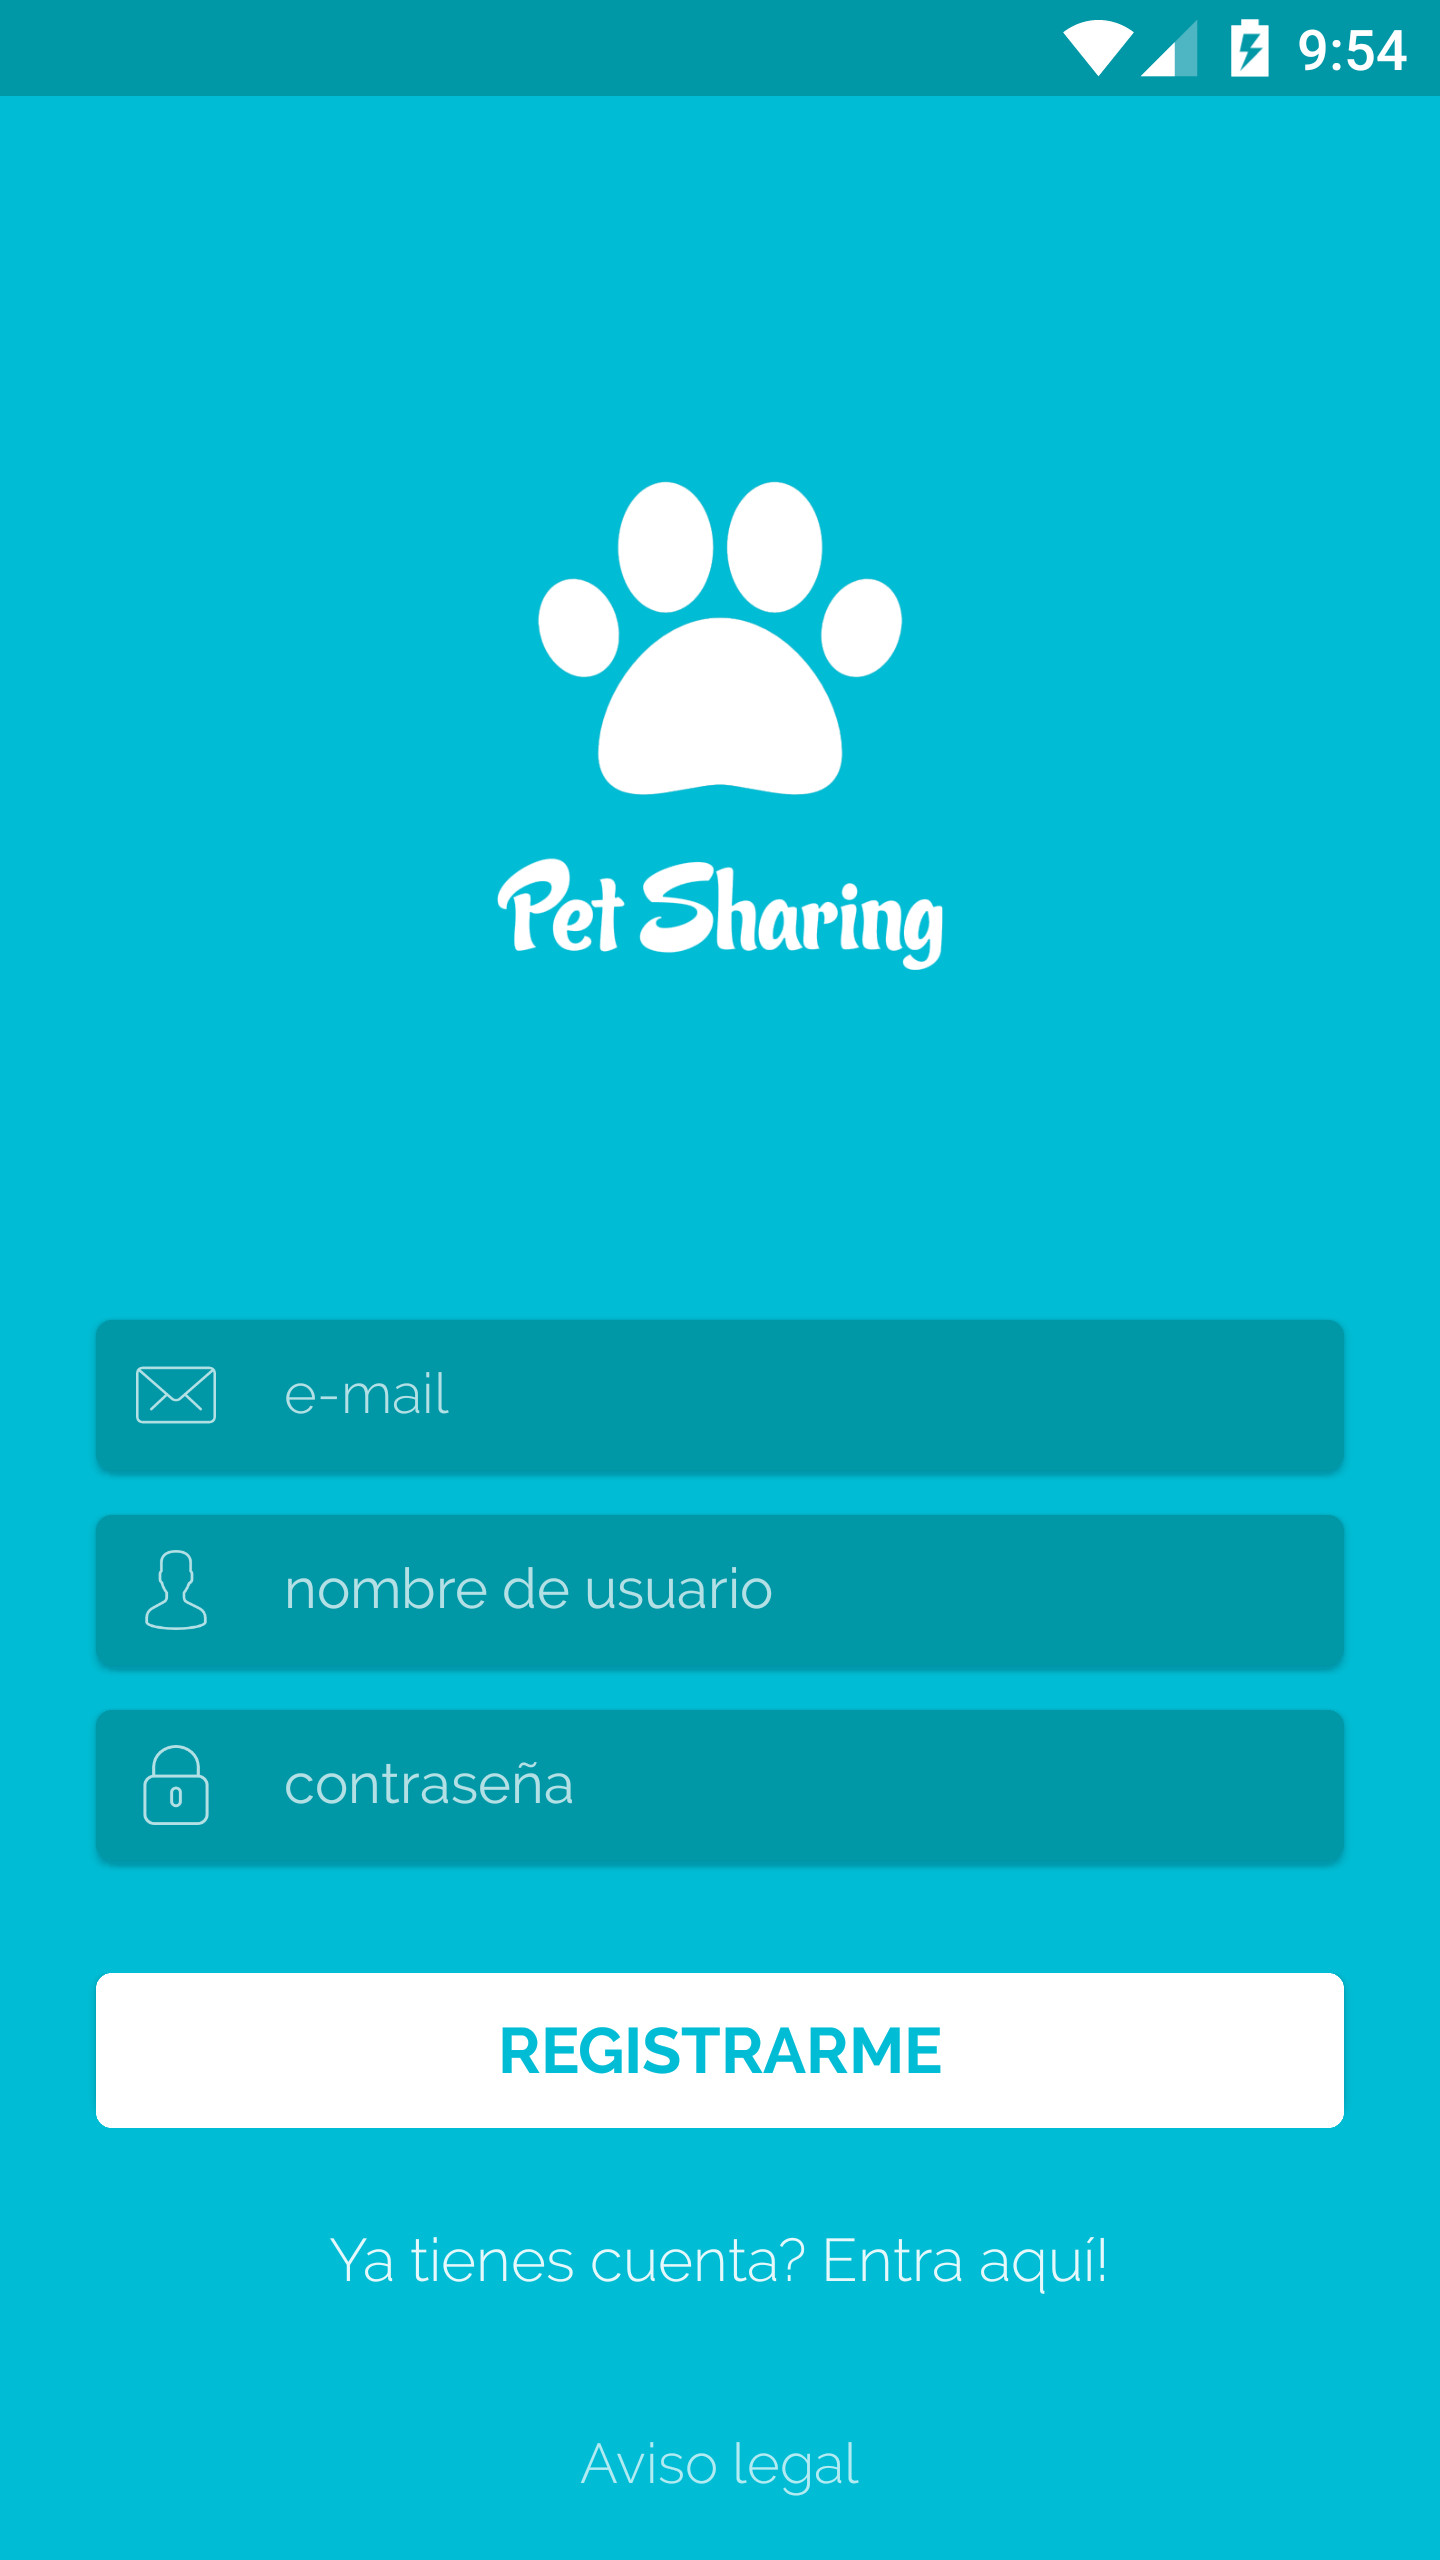 9:54
Pet Sharing
e-mail
nombre de usuario
contraseña
REGISTRARME
Ya tienes cuenta? Entra aquí!
Aviso legal